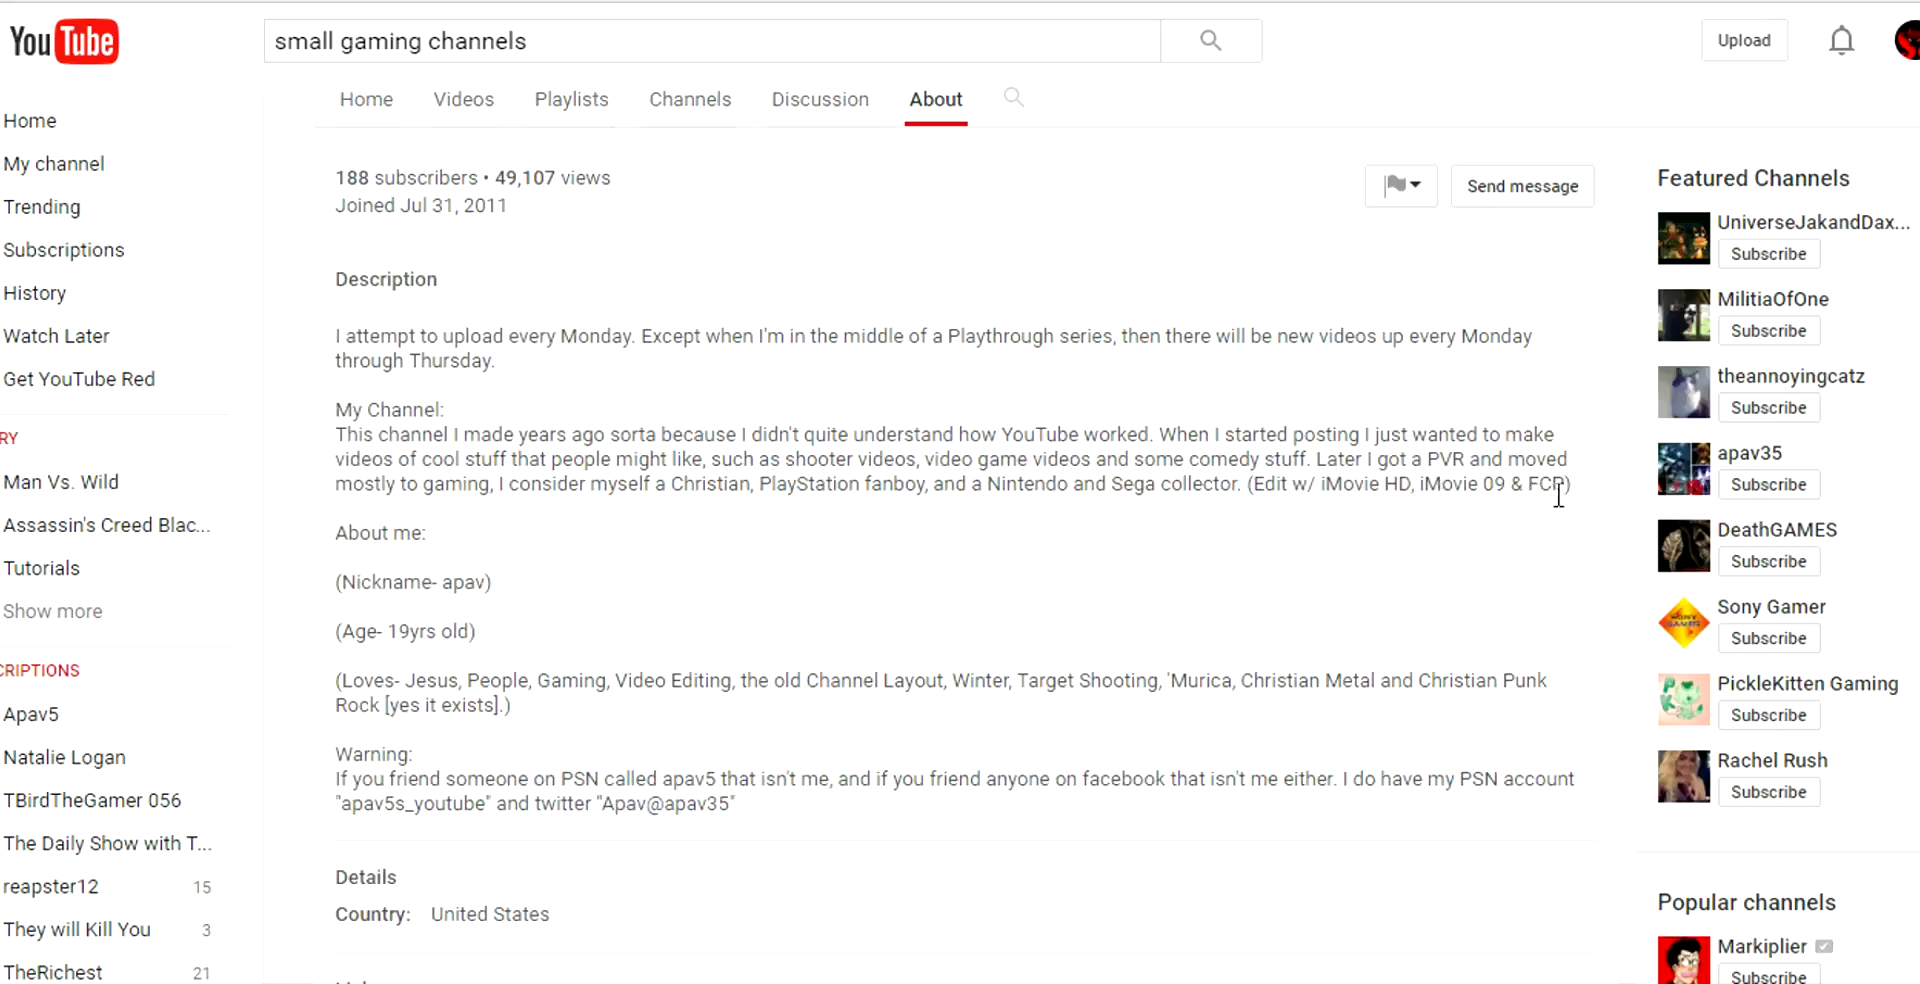 YouTube
small gaming channels
Upload
Home Videos Playlists Channels Discussion About
Home
My channel
Trending
Subscriptions
History
Watch Later
Get YouTube Red
RY
Man Vs. Wild
Assassin's Creed Blac...
Tutorials
Show more
CRIPTIONS
Apav5
Natalie Logan
TBirdTheGamer 056
The Daily Show with T...
reapster12 15
They will Kill You 3
TheRichest 21
188 subscribers • 49,107 views
Joined Jul 31, 2011
Send message
Description
I attempt to upload every Monday. Except when I'm in the middle of a Playthrough series, then there will be new videos up every Monday
through Thursday.
My Channel:
This channel I made years ago sorta because I didn't quite understand how YouTube worked. When I started posting I just wanted to make
videos of cool stuff that people might like, such as shooter videos, video game videos and some comedy stuff. Later I got a PVR and moved
mostly to gaming, I consider myself a Christian, PlayStation fanboy, and a Nintendo and Sega collector. (Edit w/ iMovie HD, iMovie 09 & FCP)
About me:
(Nickname- apav)
(Age- 19yrs old)
(Loves- Jesus, People, Gaming, Video Editing, the old Channel Layout, Winter, Target Shooting, 'Murica, Christian Metal and Christian Punk
Rock [yes it exists].)
Warning:
If you friend someone on PSN called apav5 that isn't me, and if you friend anyone on facebook that isn't me either. I do have my PSN account
"apav5s_youtube" and twitter "Apav@apav35"
Details
Country: United States
Featured Channels
UniverseJakandDax...
Subscribe
MilitiaOfOne
Subscribe
theannoyingcatz
Subscribe
apav35
Subscribe
DeathGAMES
Subscribe
Sony Gamer
Subscribe
PickleKitten Gaming
Subscribe
Rachel Rush
Subscribe
Popular channels
Markiplier
Subscribe